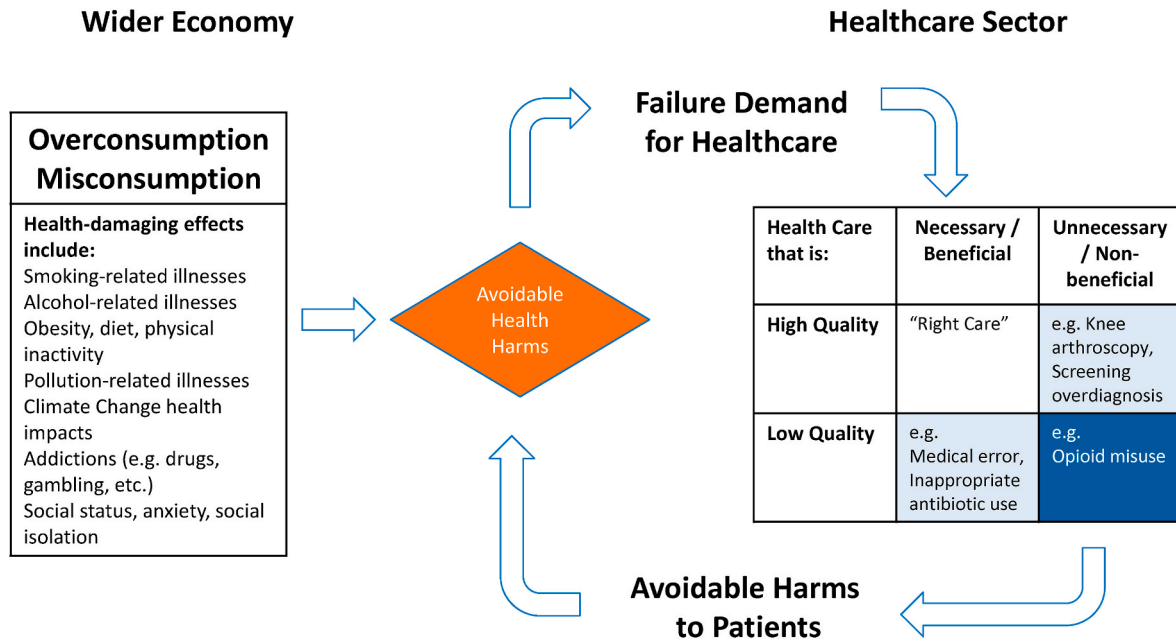 Wider Economy
Healthcare Sector
Overconsumption
Misconsumption
Health-damaging effects
include:
Smoking-related illnesses
Alcohol-related illnesses
Obesity, diet, physical
inactivity
Pollution-related illnesses
Climate Change health
impacts
Addictions (e.g. drugs,
gambling, etc.)
Social status, anxiety, social
isolation
Avoidable
Health
Harms
Failure Demand
for Healthcare
Health Care
that is:
Necessary /
Beneficial
Unnecessary
/ Non-
beneficial
High Quality
“Right Care”
e.g. Knee
arthroscopy,
Screening
overdiagnosis
Low Quality
e.g.
Medical error,
Inappropriate
antibiotic use
e.g.
Opioid misuse
Avoidable Harms
to Patients